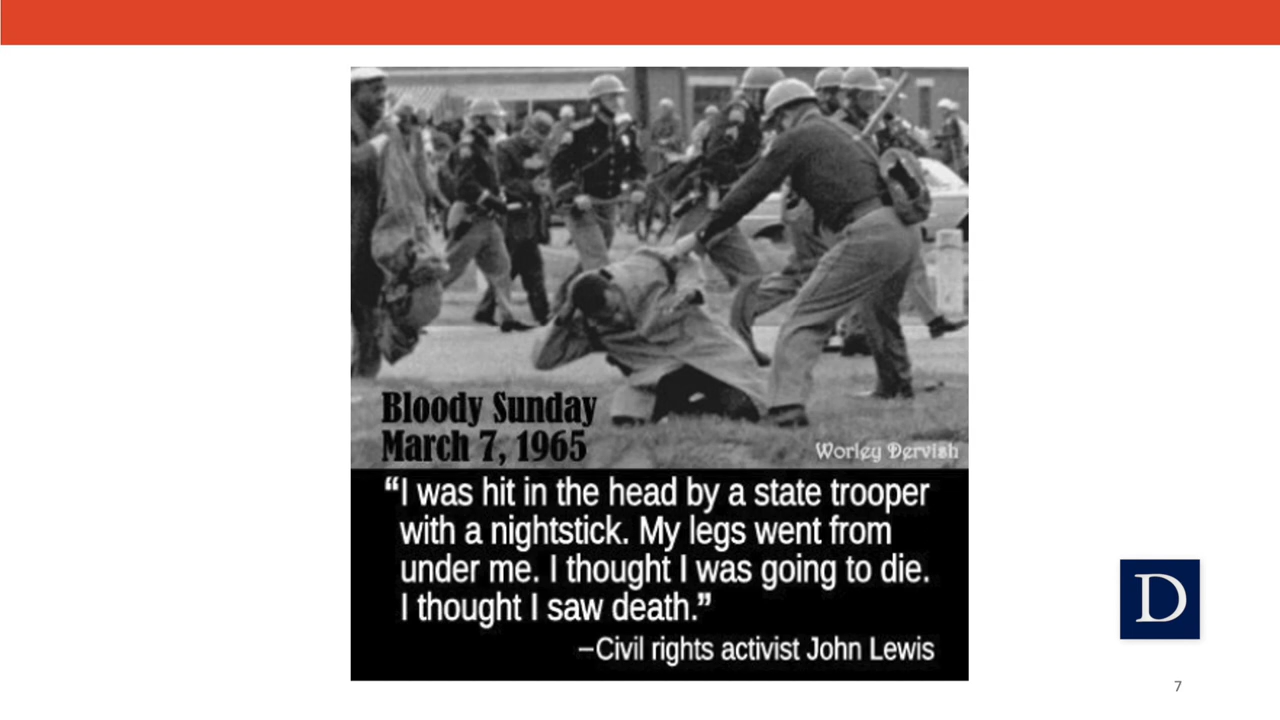 Bloody Sunday
March 7, 1965
Worley Dervish
“I was hit in the head by a state trooper
with a nightstick. My legs went from
under me. I thought I was going to die.
I thought I saw death.”
–Civil rights activist John Lewis
D
7